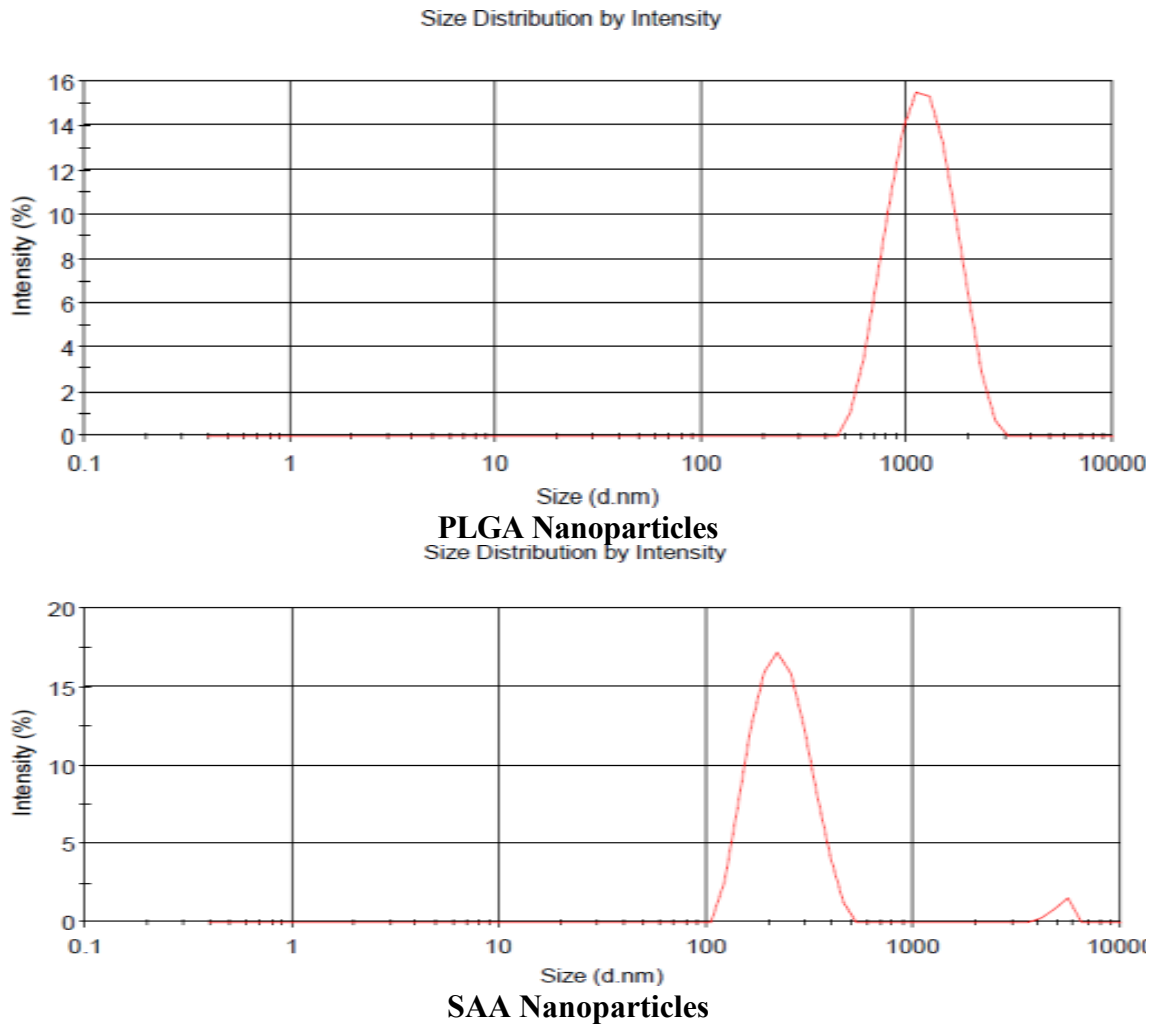 Size Distribution by Intensity
16
14
12
10
8
6
4
2
0
Intensity (%)
0.1 1 10 100 1000 10000
Size (d.nm)
PLGA Nanoparticles
Size Distribution by Intensity
20
15
10
5
0
Intensity (%)
0.1 1 10 100 1000 10000
Size (d.nm)
SAA Nanoparticles